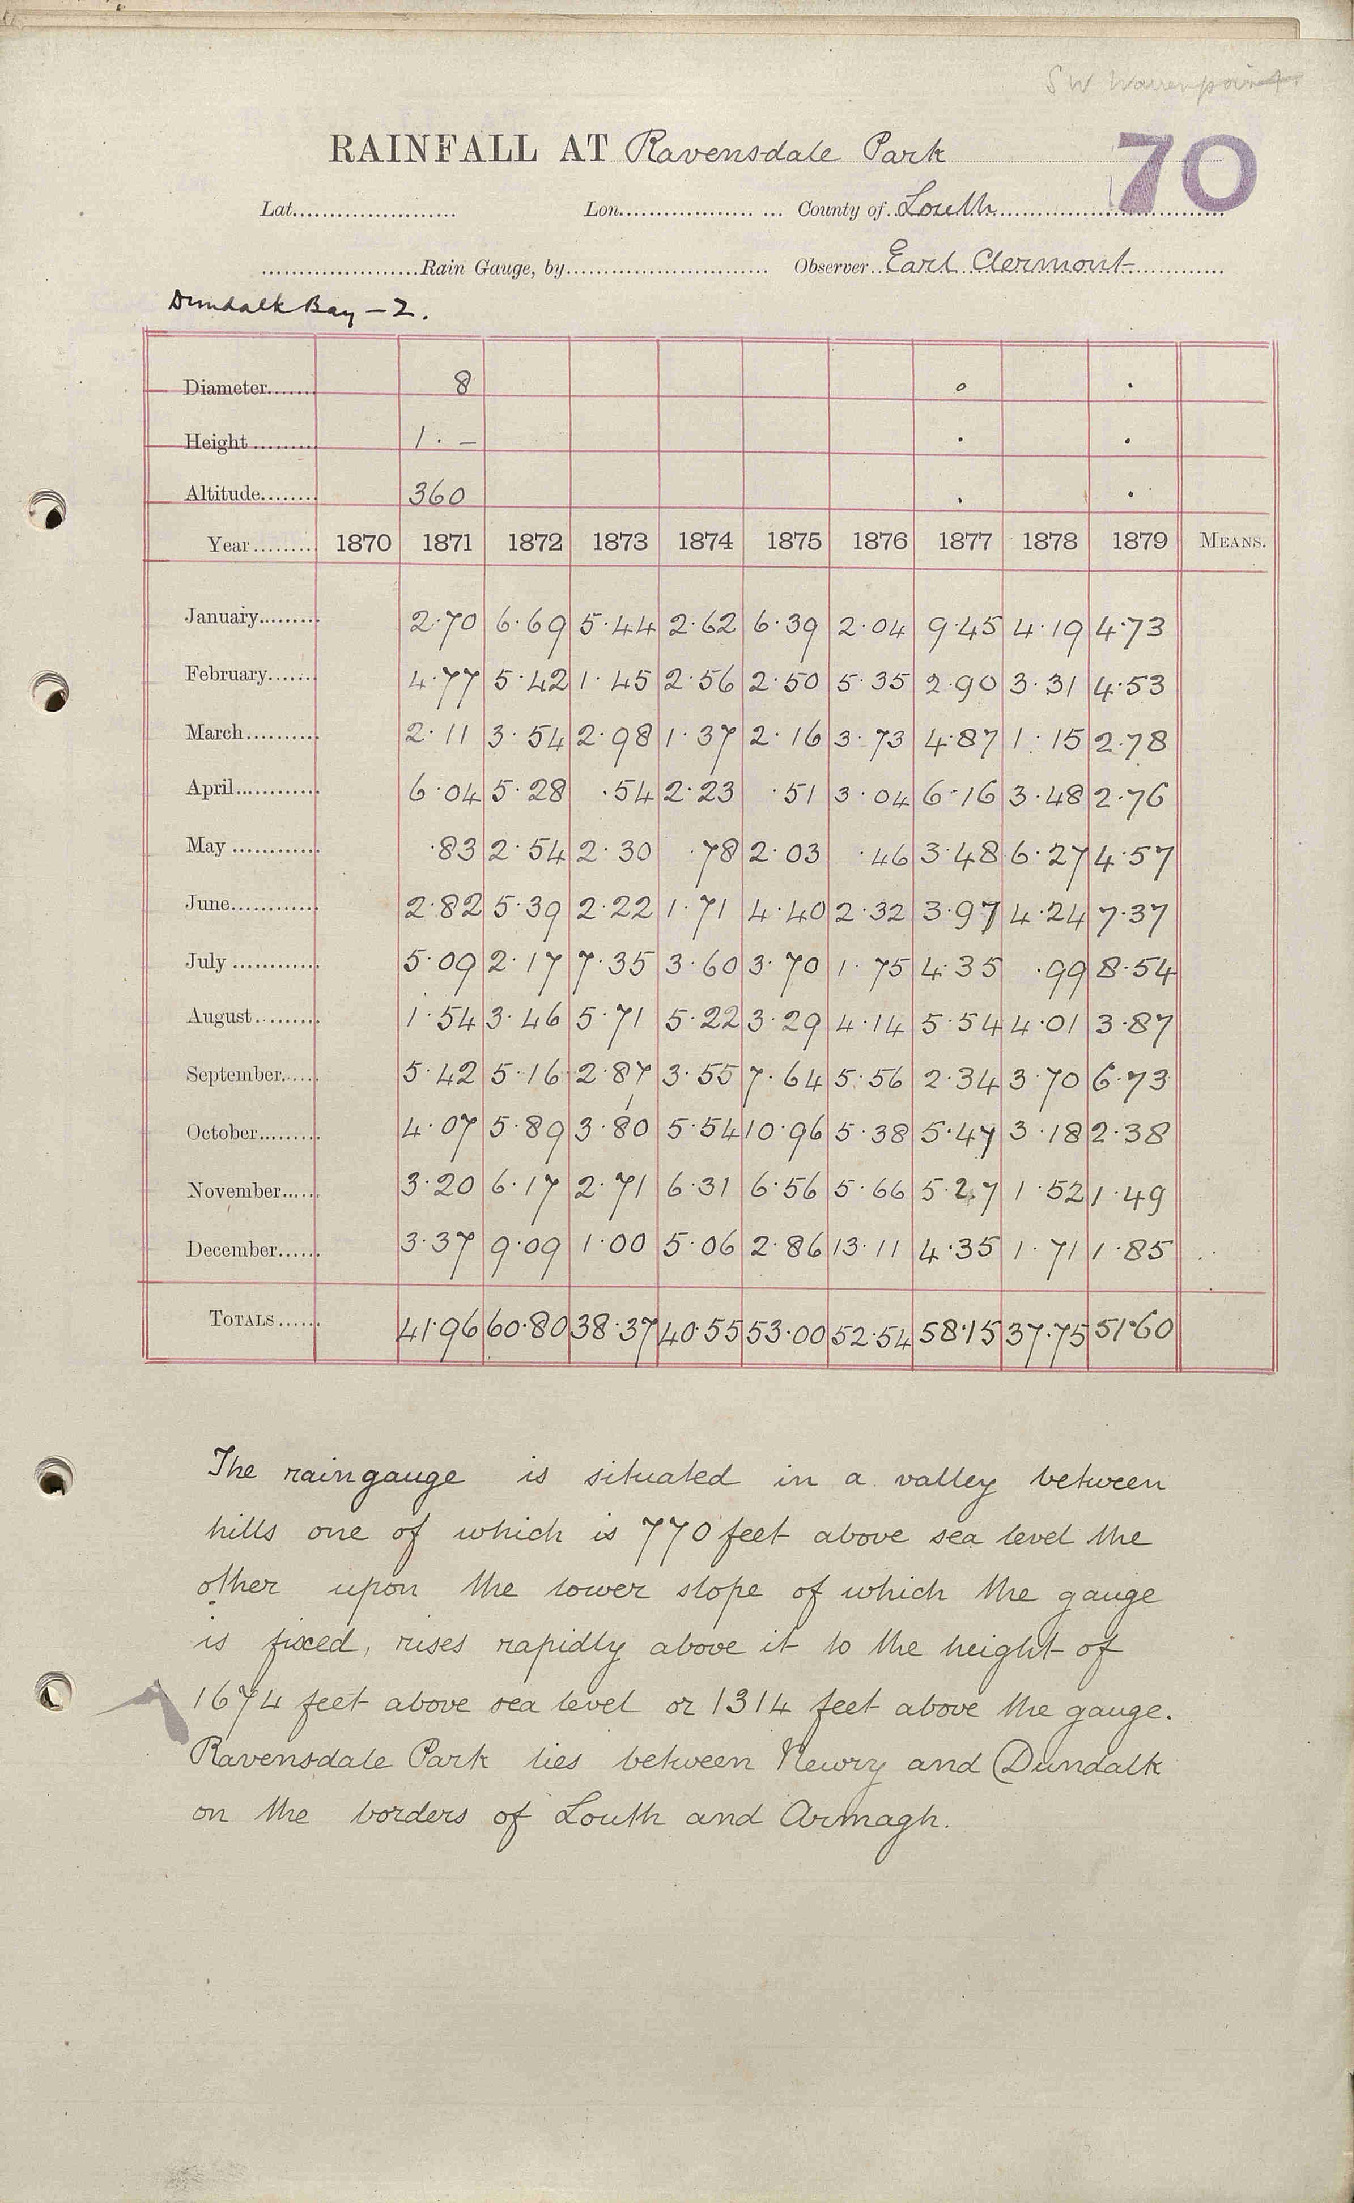 SW Warrenpoint
RAINFALL AT Ravensdale Park 70
Lat. Lon. County of Louth
Rain Gauge, by Observer Earl Clermont
Dundalk Bay – 2.
Diameter 8
Height 1 · –
Altitude 360
Year 1870 1871 1872 1873 1874 1875 1876 1877 1878 1879 MEANS.
January 2·70 6·69 5·44 2·62 6·39 2·04 9·45 4·19 4·73
February 4·77 5·42 1·45 2·56 2·50 5·35 2·90 3·31 4·53
March 2·11 3·54 2·98 1·37 2·16 3·73 4·87 1·15 2·78
April 6·04 5·28 ·54 2·23 ·51 3·04 6·16 3·48 2·76
May ·83 2·54 2·30 ·78 2·03 ·46 3·48 6·27 4·57
June 2·82 5·39 2·22 1·71 4·40 2·32 3·97 4·24 7·37
July 5·09 2·17 7·35 3·60 3·70 1·75 4·35 ·99 8·54
August 1·54 3·46 5·71 5·22 3·29 4·14 5·54 4·01 3·87
September 5·42 5·16 2·87 3·55 7·64 5·56 2·34 3·70 6·73
October 4·07 5·89 3·80 5·54 10·96 5·38 5·47 3·18 2·38
November 3·20 6·17 2·71 6·31 6·56 5·66 5·27 1·52 1·49
December 3·37 9·09 1·00 5·06 2·86 13·11 4·35 1·71 1·85
TOTALS 41·96 60·80 38·37 40·55 53·00 52·54 58·15 37·75 51·60
The raingauge is situated in a valley between
hills one of which is 770 feet above sea level the
other upon the lower slope of which the gauge
is fixed, rises rapidly above it to the height of
1674 feet above sea level or 1314 feet above the gauge.
Ravensdale Park lies between Newry and Dundalk
on the borders of Louth and Armagh.